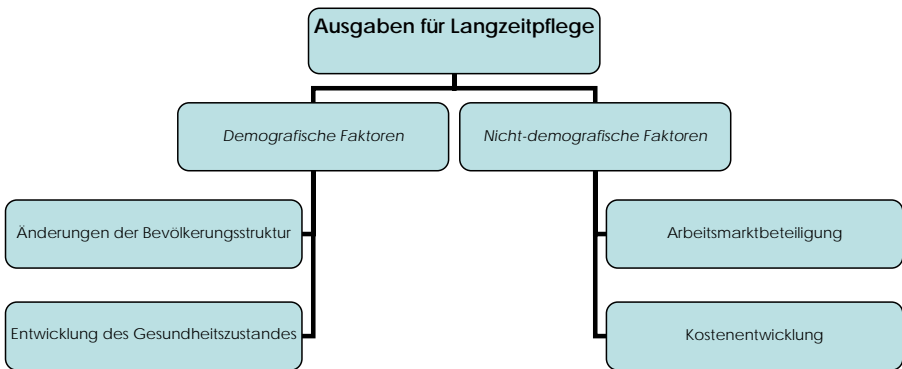 Ausgaben für Langzeitpflege
Demografische Faktoren
Nicht-demografische Faktoren
Änderungen der Bevölkerungsstruktur
Arbeitsmarktbeteiligung
Entwicklung des Gesundheitszustandes
Kostenentwicklung